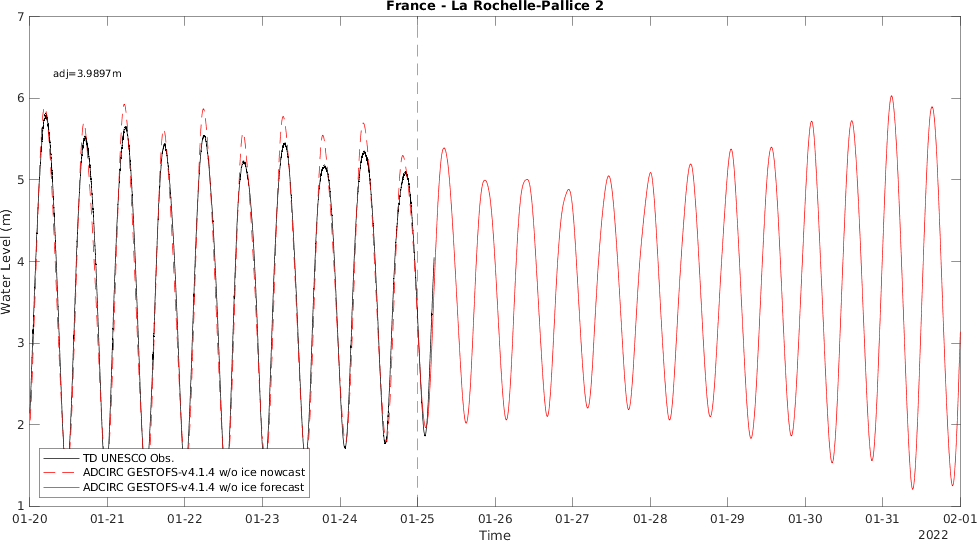 France - La Rochelle-Pallice 2
7
adj=3.9897m
6
5
4
3
2
1
Water Level (m)
TD UNESCO Obs.
ADCIRC GESTOFS-v4.1.4 w/o ice nowcast
ADCIRC GESTOFS-v4.1.4 w/o ice forecast
01-20 01-21 01-22 01-23 01-24 01-25 01-26 01-27 01-28 01-29 01-30 01-31 02-01
Time
2022